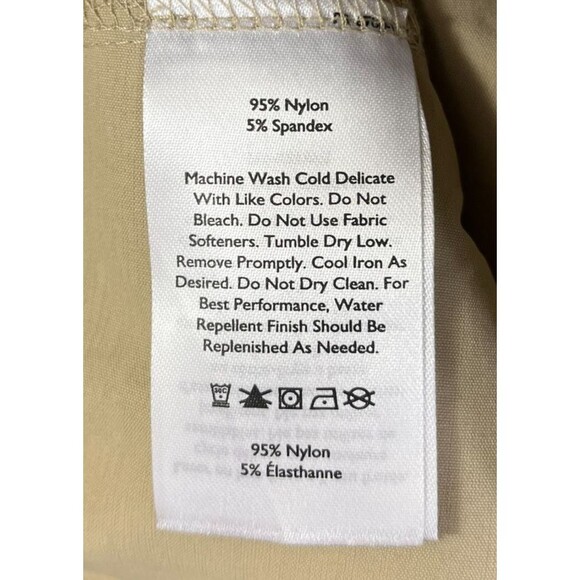 95% Nylon
5% Spandex
Machine Wash Cold Delicate
With Like Colors. Do Not
Bleach. Do Not Use Fabric
Softeners. Tumble Dry Low.
Remove Promptly. Cool Iron As
Desired. Do Not Dry Clean. For
Best Performance, Water
Repellent Finish Should Be
Replenished As Needed.
95% Nylon
5% Élasthanne